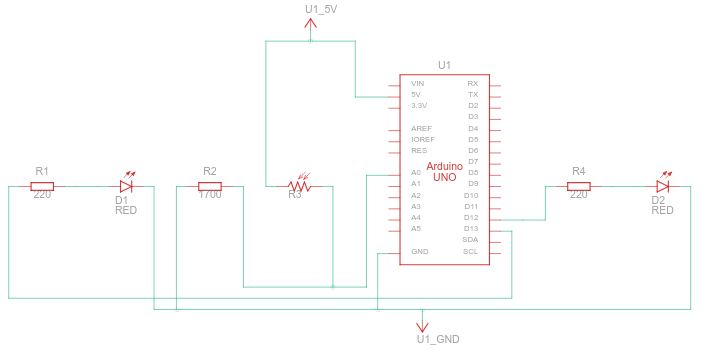 U1_5V
U1
VIN RX
5V TX
3.3V D2
D3
AREF D4
IOREF D5
RES D6
D7
Arduino
UNO
A0 D8
A1 D9
A2 D10
A3 D11
A4 D12
A5 D13
SDA
GND SCL
R1
220
D1
RED
R2
1700
R3
R4
220
D2
RED
U1_GND